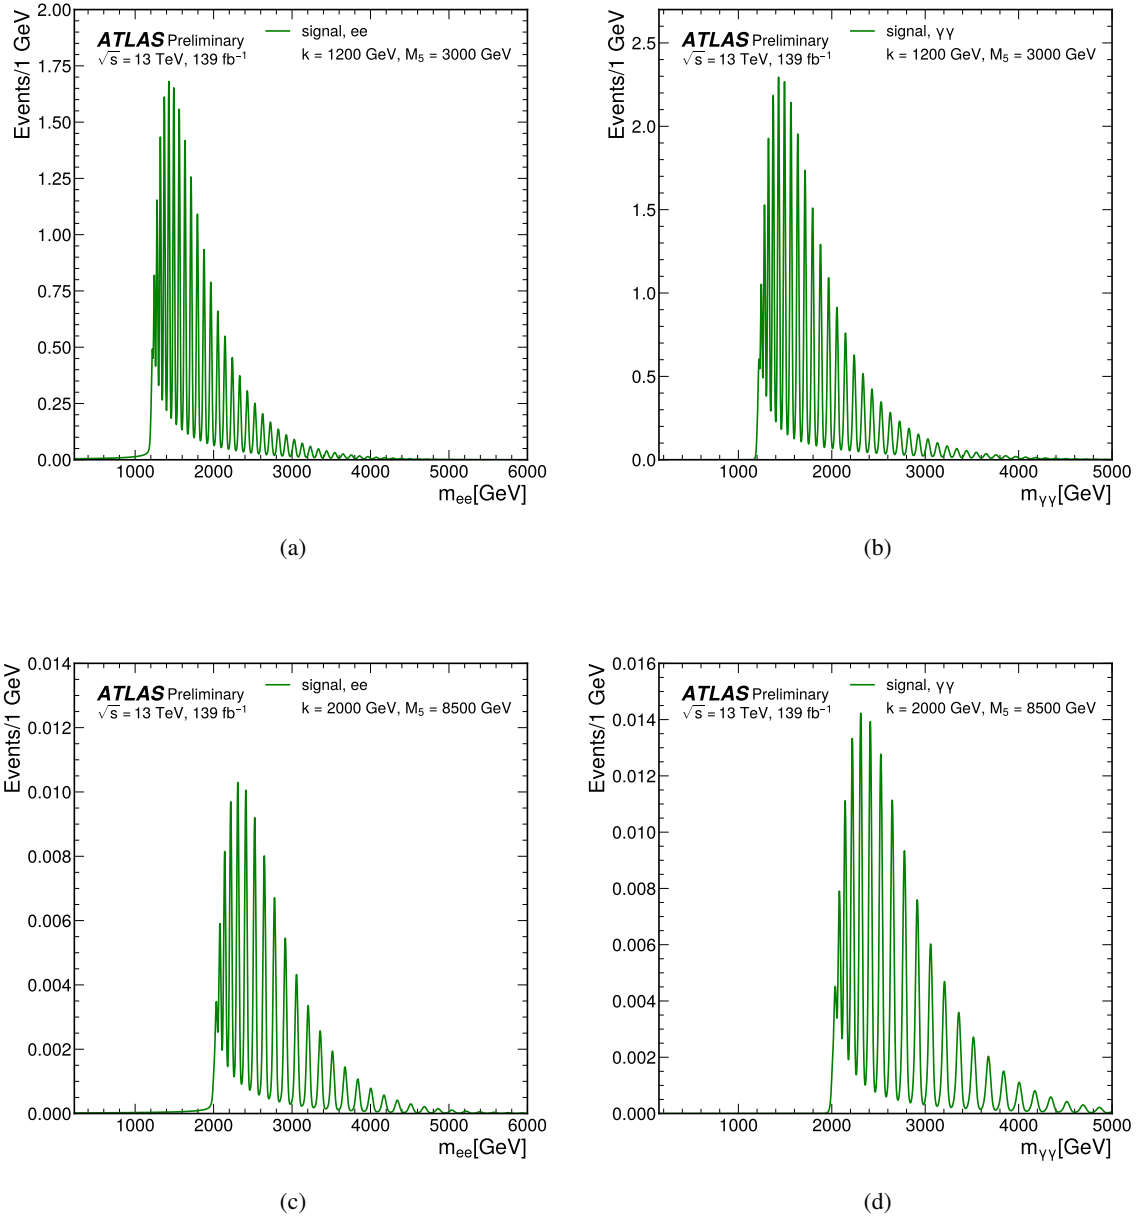 2.00
1.75
1.50
1.25
1.00
0.75
0.50
0.25
0.00
Events/1 GeV
ATLAS Preliminary
√s = 13 TeV, 139 fb⁻¹
signal, ee
k = 1200 GeV, M₅ = 3000 GeV
1000 2000 3000 4000 5000 6000
mₑₑ[GeV]
(a)
2.5
2.0
1.5
1.0
0.5
0.0
Events/1 GeV
ATLAS Preliminary
√s = 13 TeV, 139 fb⁻¹
signal, γγ
k = 1200 GeV, M₅ = 3000 GeV
1000 2000 3000 4000 5000
mᵧᵧ[GeV]
(b)
0.014
0.012
0.010
0.008
0.006
0.004
0.002
0.000
Events/1 GeV
ATLAS Preliminary
√s = 13 TeV, 139 fb⁻¹
signal, ee
k = 2000 GeV, M₅ = 8500 GeV
1000 2000 3000 4000 5000 6000
mₑₑ[GeV]
(c)
0.016
0.014
0.012
0.010
0.008
0.006
0.004
0.002
0.000
Events/1 GeV
ATLAS Preliminary
√s = 13 TeV, 139 fb⁻¹
signal, γγ
k = 2000 GeV, M₅ = 8500 GeV
1000 2000 3000 4000 5000
mᵧᵧ[GeV]
(d)